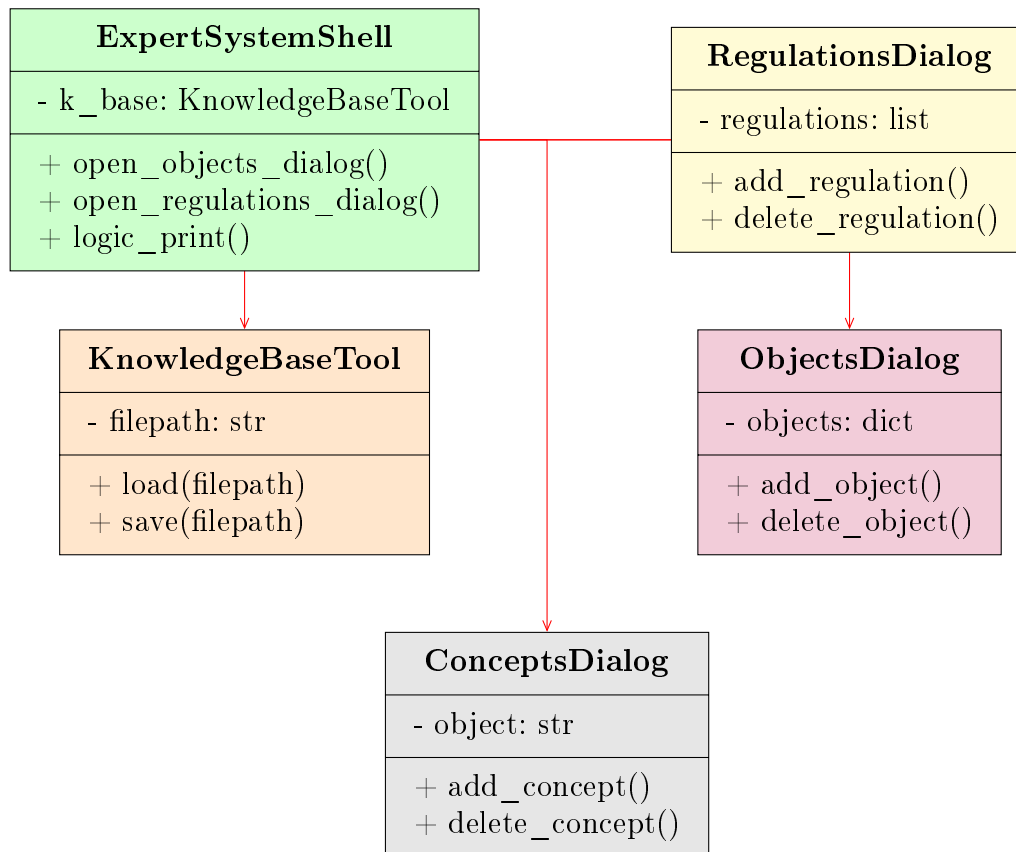 ExpertSystemShell
- k_base: KnowledgeBaseTool
+ open_objects_dialog()
+ open_regulations_dialog()
+ logic_print()
RegulationsDialog
- regulations: list
+ add_regulation()
+ delete_regulation()
KnowledgeBaseTool
- filepath: str
+ load(filepath)
+ save(filepath)
ObjectsDialog
- objects: dict
+ add_object()
+ delete_object()
ConceptsDialog
- object: str
+ add_concept()
+ delete_concept()